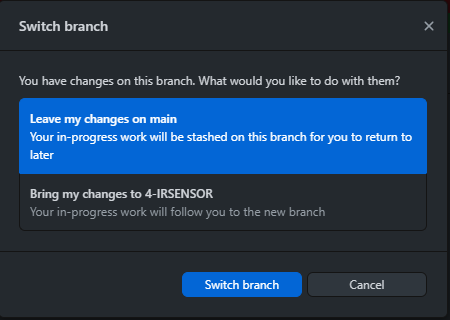 Switch branch
You have changes on this branch. What would you like to do with them?
Leave my changes on main
Your in-progress work will be stashed on this branch for you to return to
later
Bring my changes to 4-IRSENSOR
Your in-progress work will follow you to the new branch
Switch branch
Cancel